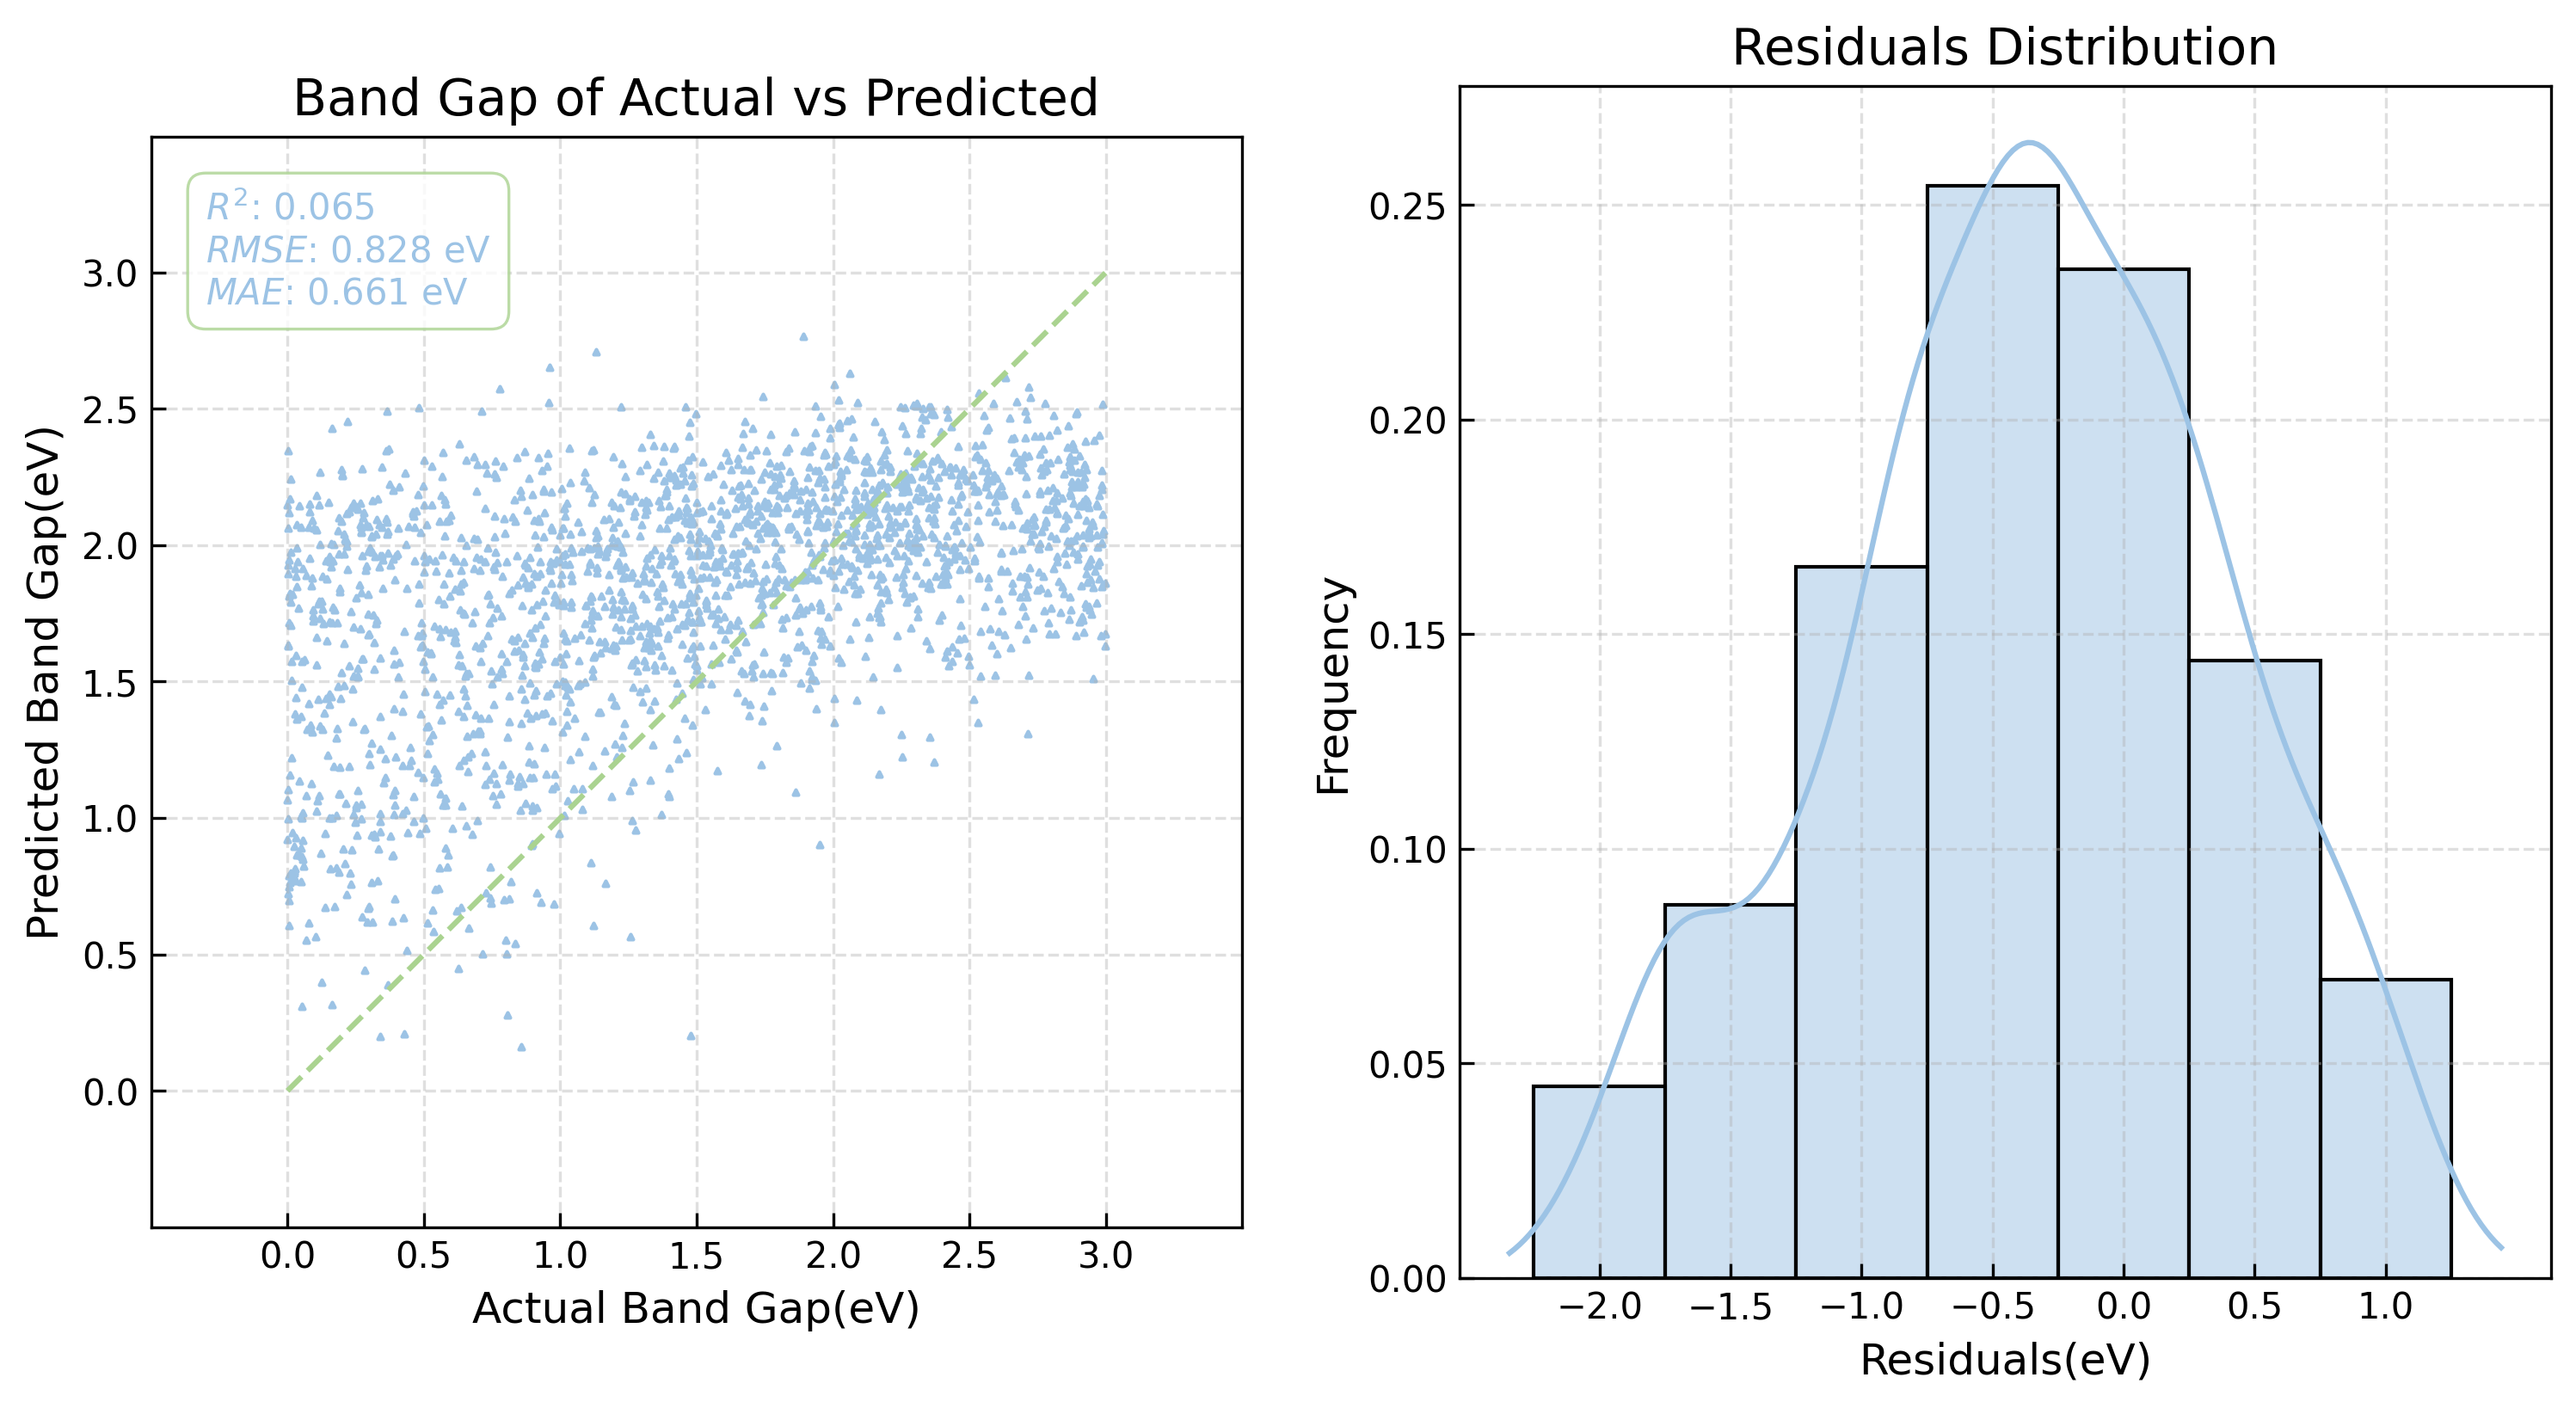 Band Gap of Actual vs Predicted
R²: 0.065
RMSE: 0.828 eV
MAE: 0.661 eV
3.0
2.5
2.0
1.5
1.0
0.5
0.0
Predicted Band Gap(eV)
0.0 0.5 1.0 1.5 2.0 2.5 3.0
Actual Band Gap(eV)
Residuals Distribution
0.25
0.20
0.15
0.10
0.05
0.00
Frequency
−2.0 −1.5 −1.0 −0.5 0.0 0.5 1.0
Residuals(eV)